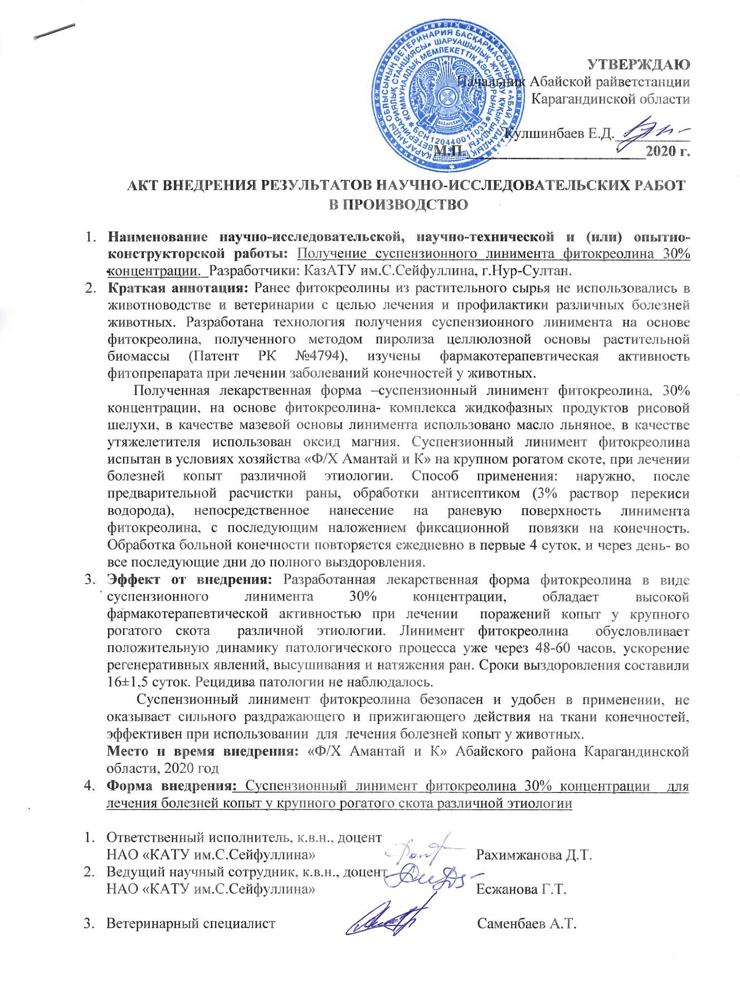 УТВЕРЖДАЮ
Начальник Абайской райветстанции
Карагандинской области
Кулшинбаев Е.Д.
М.П. 2020 г.
БСН120440011033
QAZAQSTAN
АКТ ВНЕДРЕНИЯ РЕЗУЛЬТАТОВ НАУЧНО-ИССЛЕДОВАТЕЛЬСКИХ РАБОТ
В ПРОИЗВОДСТВО
1. Наименование научно-исследовательской, научно-технической и (или) опытно-
конструкторской работы: Получение суспензионного линимента фитокреолина 30%
концентрации. Разработчики: КазАТУ им.С.Сейфуллина, г.Нур-Султан.
2. Краткая аннотация: Ранее фитокреолины из растительного сырья не использовались в
животноводстве и ветеринарии с целью лечения и профилактики различных болезней
животных. Разработана технология получения суспензионного линимента на основе
фитокреолина, полученного методом пиролиза целлюлозной основы растительной
биомассы (Патент РК №4794), изучены фармакотерапевтическая активность
фитопрепарата при лечении заболеваний конечностей у животных.
Полученная лекарственная форма –суспензионный линимент фитокреолина, 30%
концентрации, на основе фитокреолина- комплекса жидкофазных продуктов рисовой
шелухи, в качестве мазевой основы линимента использовано масло льняное, в качестве
утяжелетителя использован оксид магния. Суспензионный линимент фитокреолина
испытан в условиях хозяйства «Ф/Х Амантай и К» на крупном рогатом скоте, при лечении
болезней копыт различной этиологии. Способ применения: наружно, после
предварительной расчистки раны, обработки антисептиком (3% раствор перекиси
водорода), непосредственное нанесение на раневую поверхность линимента
фитокреолина, с последующим наложением фиксационной повязки на конечность.
Обработка больной конечности повторяется ежедневно в первые 4 суток, и через день- во
все последующие дни до полного выздоровления.
3. Эффект от внедрения: Разработанная лекарственная форма фитокреолина в виде
суспензионного линимента 30% концентрации, обладает высокой
фармакотерапевтической активностью при лечении поражений копыт у крупного
рогатого скота различной этиологии. Линимент фитокреолина обусловливает
положительную динамику патологического процесса уже через 48-60 часов, ускорение
регенеративных явлений, высушивания и натяжения ран. Сроки выздоровления составили
16±1,5 суток. Рецидива патологии не наблюдалось.
Суспензионный линимент фитокреолина безопасен и удобен в применении, не
оказывает сильного раздражающего и прижигающего действия на ткани конечностей,
эффективен при использовании для лечения болезней копыт у животных.
Место и время внедрения: «Ф/Х Амантай и К» Абайского района Карагандинской
области, 2020 год
4. Форма внедрения: Суспензионный линимент фитокреолина 30% концентрации для
лечения болезней копыт у крупного рогатого скота различной этиологии
1. Ответственный исполнитель, к.в.н., доцент
НАО «КАТУ им.С.Сейфуллина» Рахимжанова Д.Т.
2. Ведущий научный сотрудник, к.в.н., доцент
НАО «КАТУ им.С.Сейфуллина» Есжанова Г.Т.
3. Ветеринарный специалист Саменбаев А.Т.